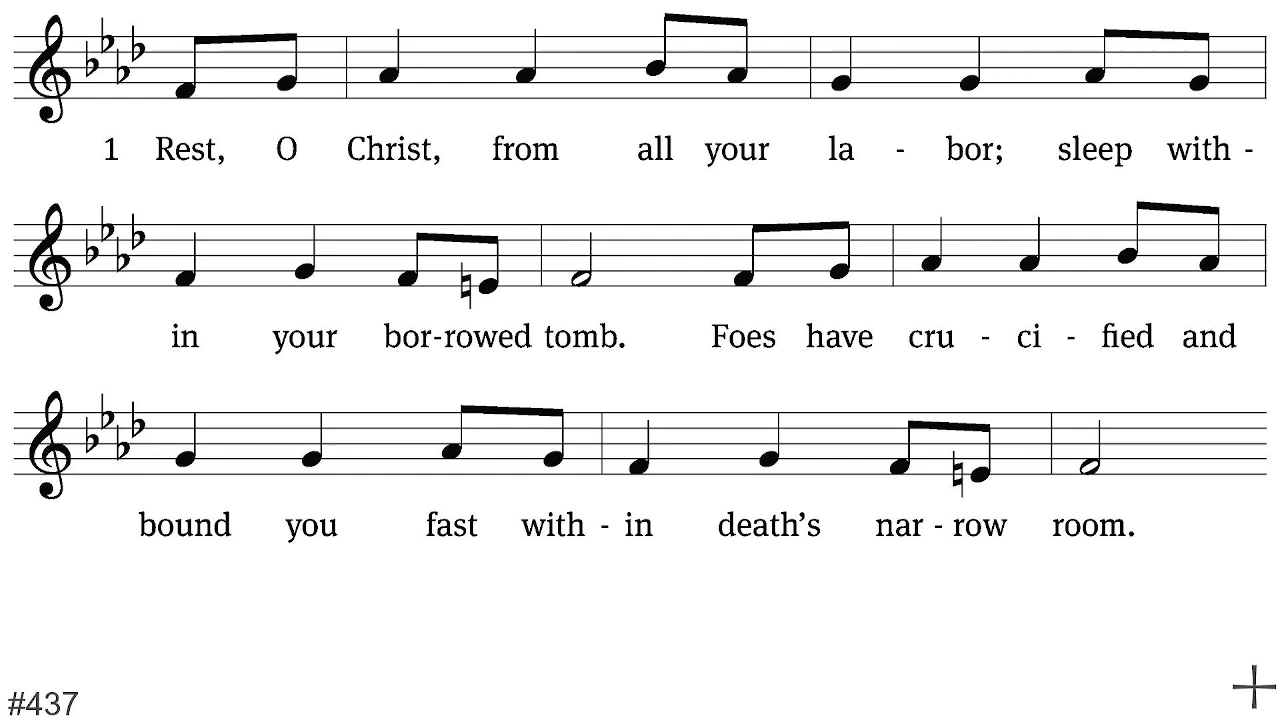 1 Rest, O Christ, from all your la - bor; sleep with -
in your bor - rowed tomb. Foes have cru - ci - fied and
bound you fast with - in death's nar - row room.
#437